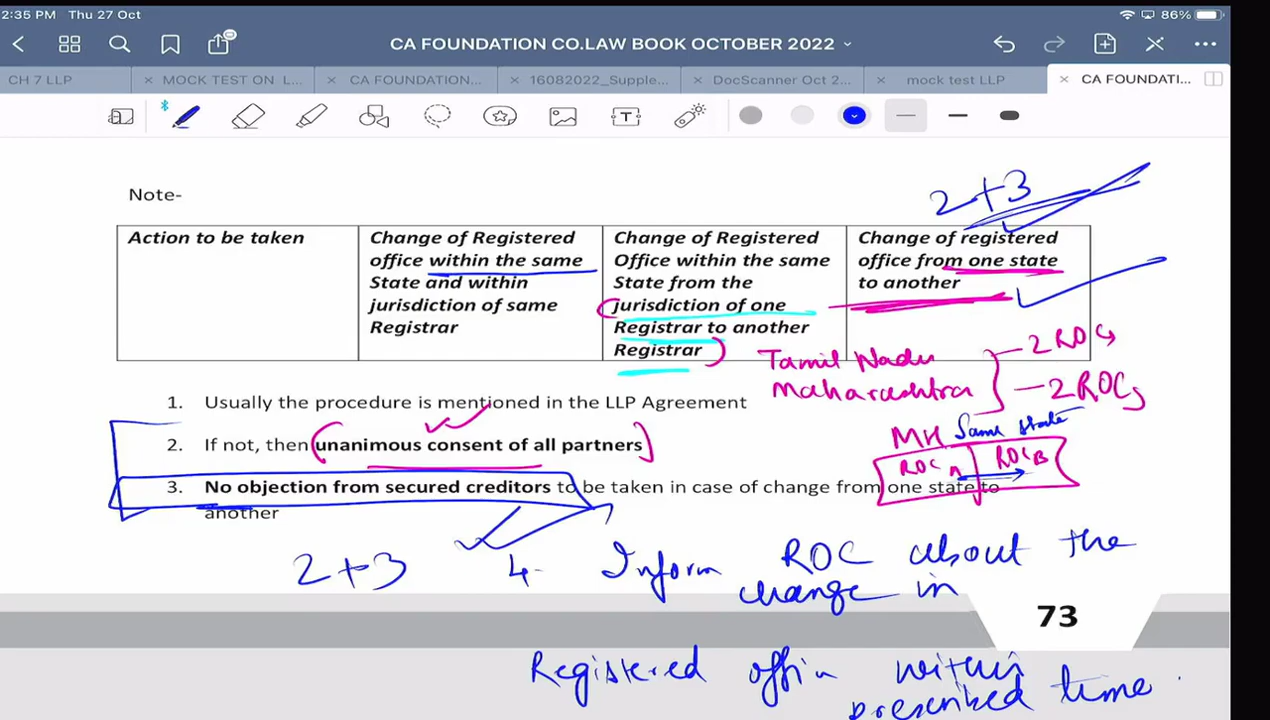 2:35 PM Thu 27 Oct
86%
CA FOUNDATION CO.LAW BOOK OCTOBER 2022
CH 7 LLP
MOCK TEST ON L...
CA FOUNDATION...
16082022_Supple...
DocScanner Oct 2...
mock test LLP
CA FOUNDATI...
Note-
2+3
Action to be taken
Change of Registered
office within the same
State and within
jurisdiction of same
Registrar
Change of Registered
Office within the same
State from the
jurisdiction of one
Registrar to another
Registrar
Change of registered
office from one state
to another
Tamil Nadu - 2 ROCs
Maharashtra - 2 ROCs
1. Usually the procedure is mentioned in the LLP Agreement
2. If not, then (unanimous consent of all partners)
MH Same state
ROC A ROC B
3. No objection from secured creditors to be taken in case of change from one state to
another
2+3
4- Inform ROC about the
change in
73
Registered office within
prescribed time.